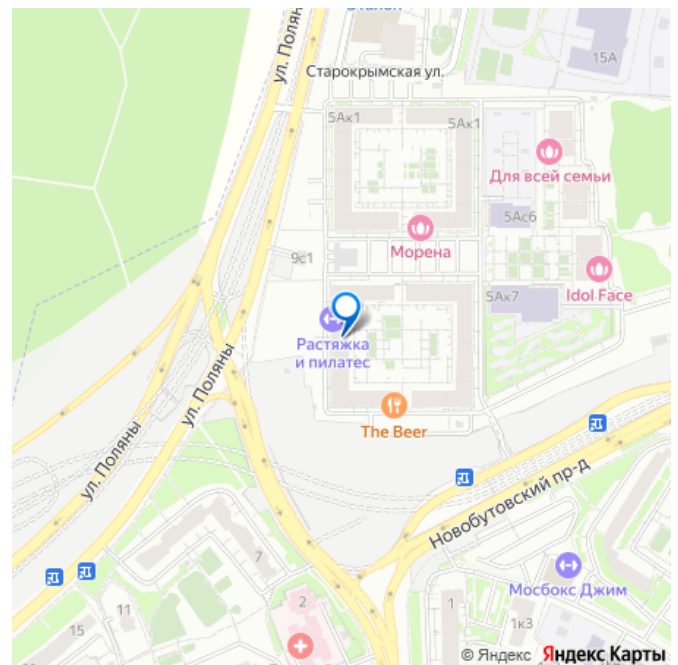 Эталон
ул. Поляны
15А
Старокрымская ул.
5Ак1
5Ак1
Для всей семьи
5Ас6
Морена
9с1
Idol Face
5Ак7
Растяжка
и пилатес
ул. Поляны
The Beer
ул. Поляны
Новобутовский пр-д
7
Мосбокс Джим
2
1
11
1к3
15
© Яндекс Яндекс Карты